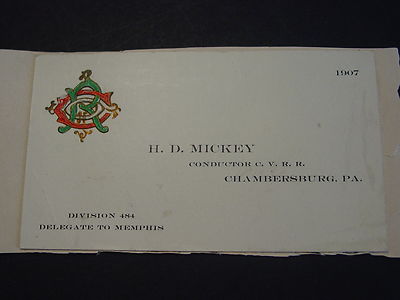 1907
H. D. MICKEY
CONDUCTOR C. V. R. R.
CHAMBERSBURG, PA.
DIVISION 484
DELEGATE TO MEMPHIS